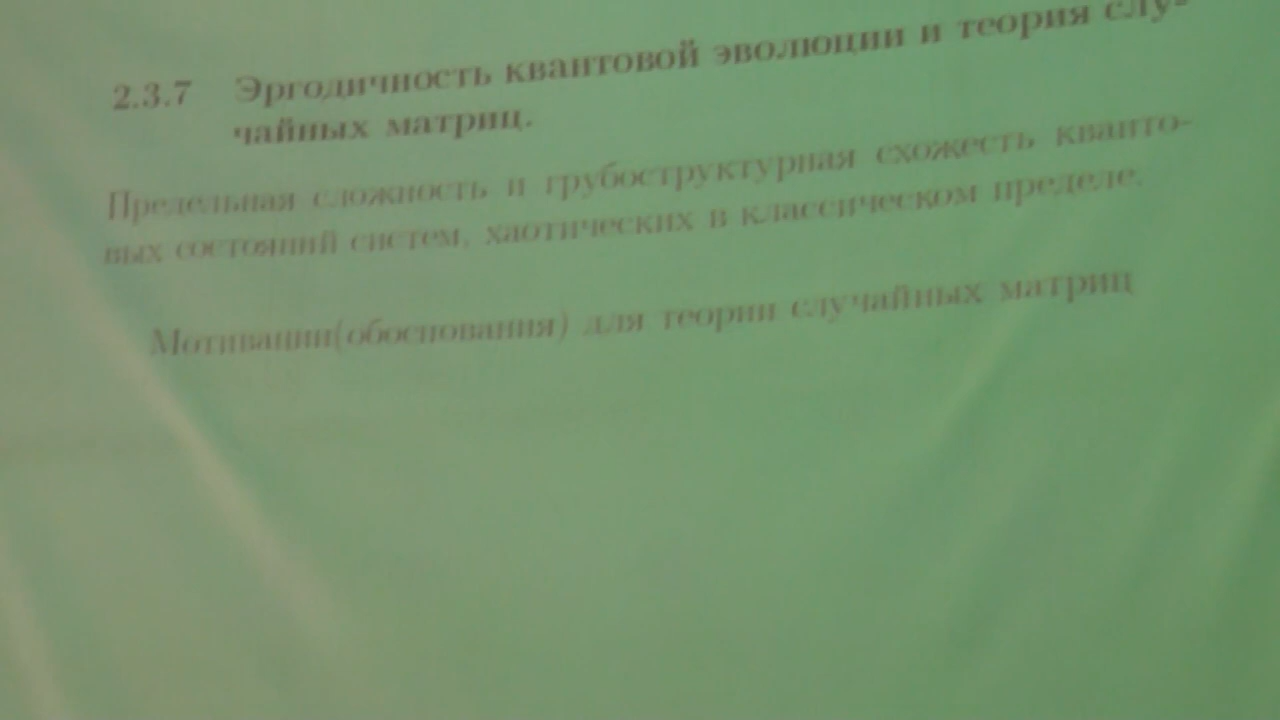 2.3.7 Эргодичность квантовой эволюции и теория слу-
чайных матриц.
Предельная сложность и грубоструктурная схожесть кванто-
вых состояний систем, хаотических в классическом пределе.
Мотивации(обоснования) для теории случайных матриц